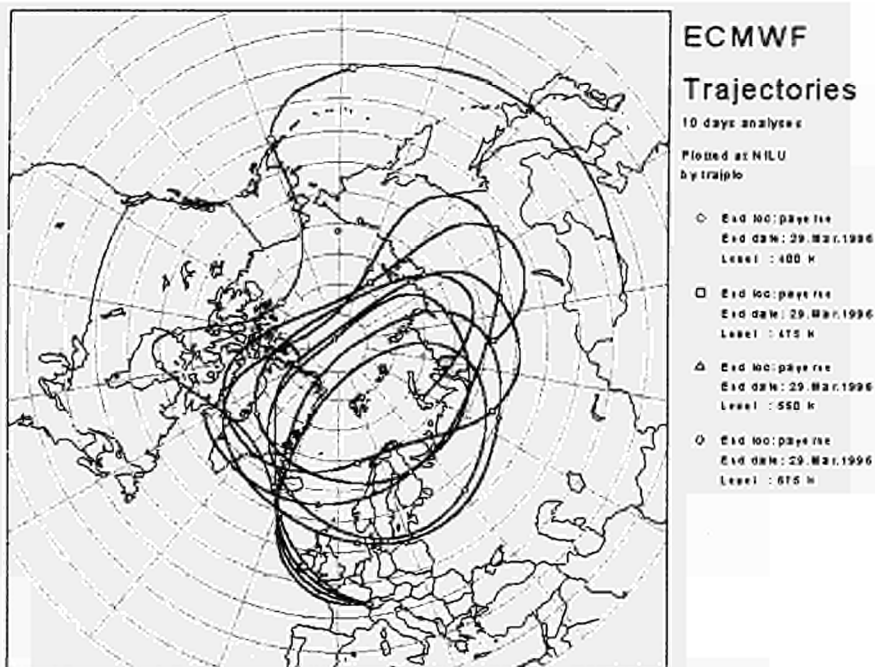 ECMWF
Trajectories
10 days analyses
Plotted at NILU
by trajplo
End loc: payerne
End date: 29.Mar.1996
Level : 400 K
End loc: payerne
End date: 29.Mar.1996
Level : 475 K
End loc: payerne
End date: 29.Mar.1996
Level : 550 K
End loc: payerne
End date: 29.Mar.1996
Level : 675 K